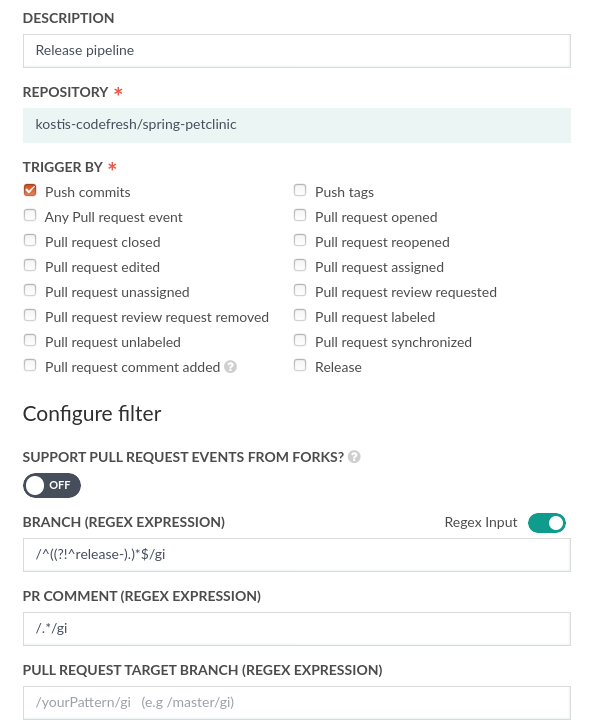 DESCRIPTION
Release pipeline
REPOSITORY *
kostis-codefresh/spring-petclinic
TRIGGER BY *
Push commits
Push tags
Any Pull request event
Pull request opened
Pull request closed
Pull request reopened
Pull request edited
Pull request assigned
Pull request unassigned
Pull request review requested
Pull request review request removed
Pull request labeled
Pull request unlabeled
Pull request synchronized
Pull request comment added ?
Release
Configure filter
SUPPORT PULL REQUEST EVENTS FROM FORKS? ?
OFF
BRANCH (REGEX EXPRESSION)
Regex Input
/^((?!^release-).)*$/gi
PR COMMENT (REGEX EXPRESSION)
/.*/gi
PULL REQUEST TARGET BRANCH (REGEX EXPRESSION)
/yourPattern/gi (e.g /master/gi)